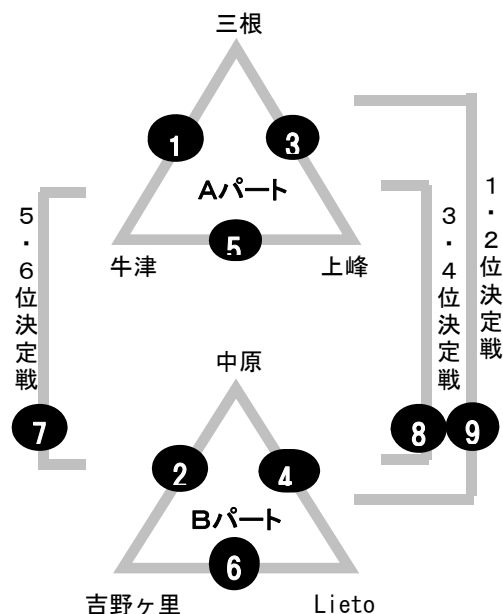 三根
1
3
Aパート
5
牛津
上峰
5・6位決定戦
3・4位決定戦
1・2位決定戦
中原
7
8
9
2
4
Bパート
6
吉野ヶ里
Lieto